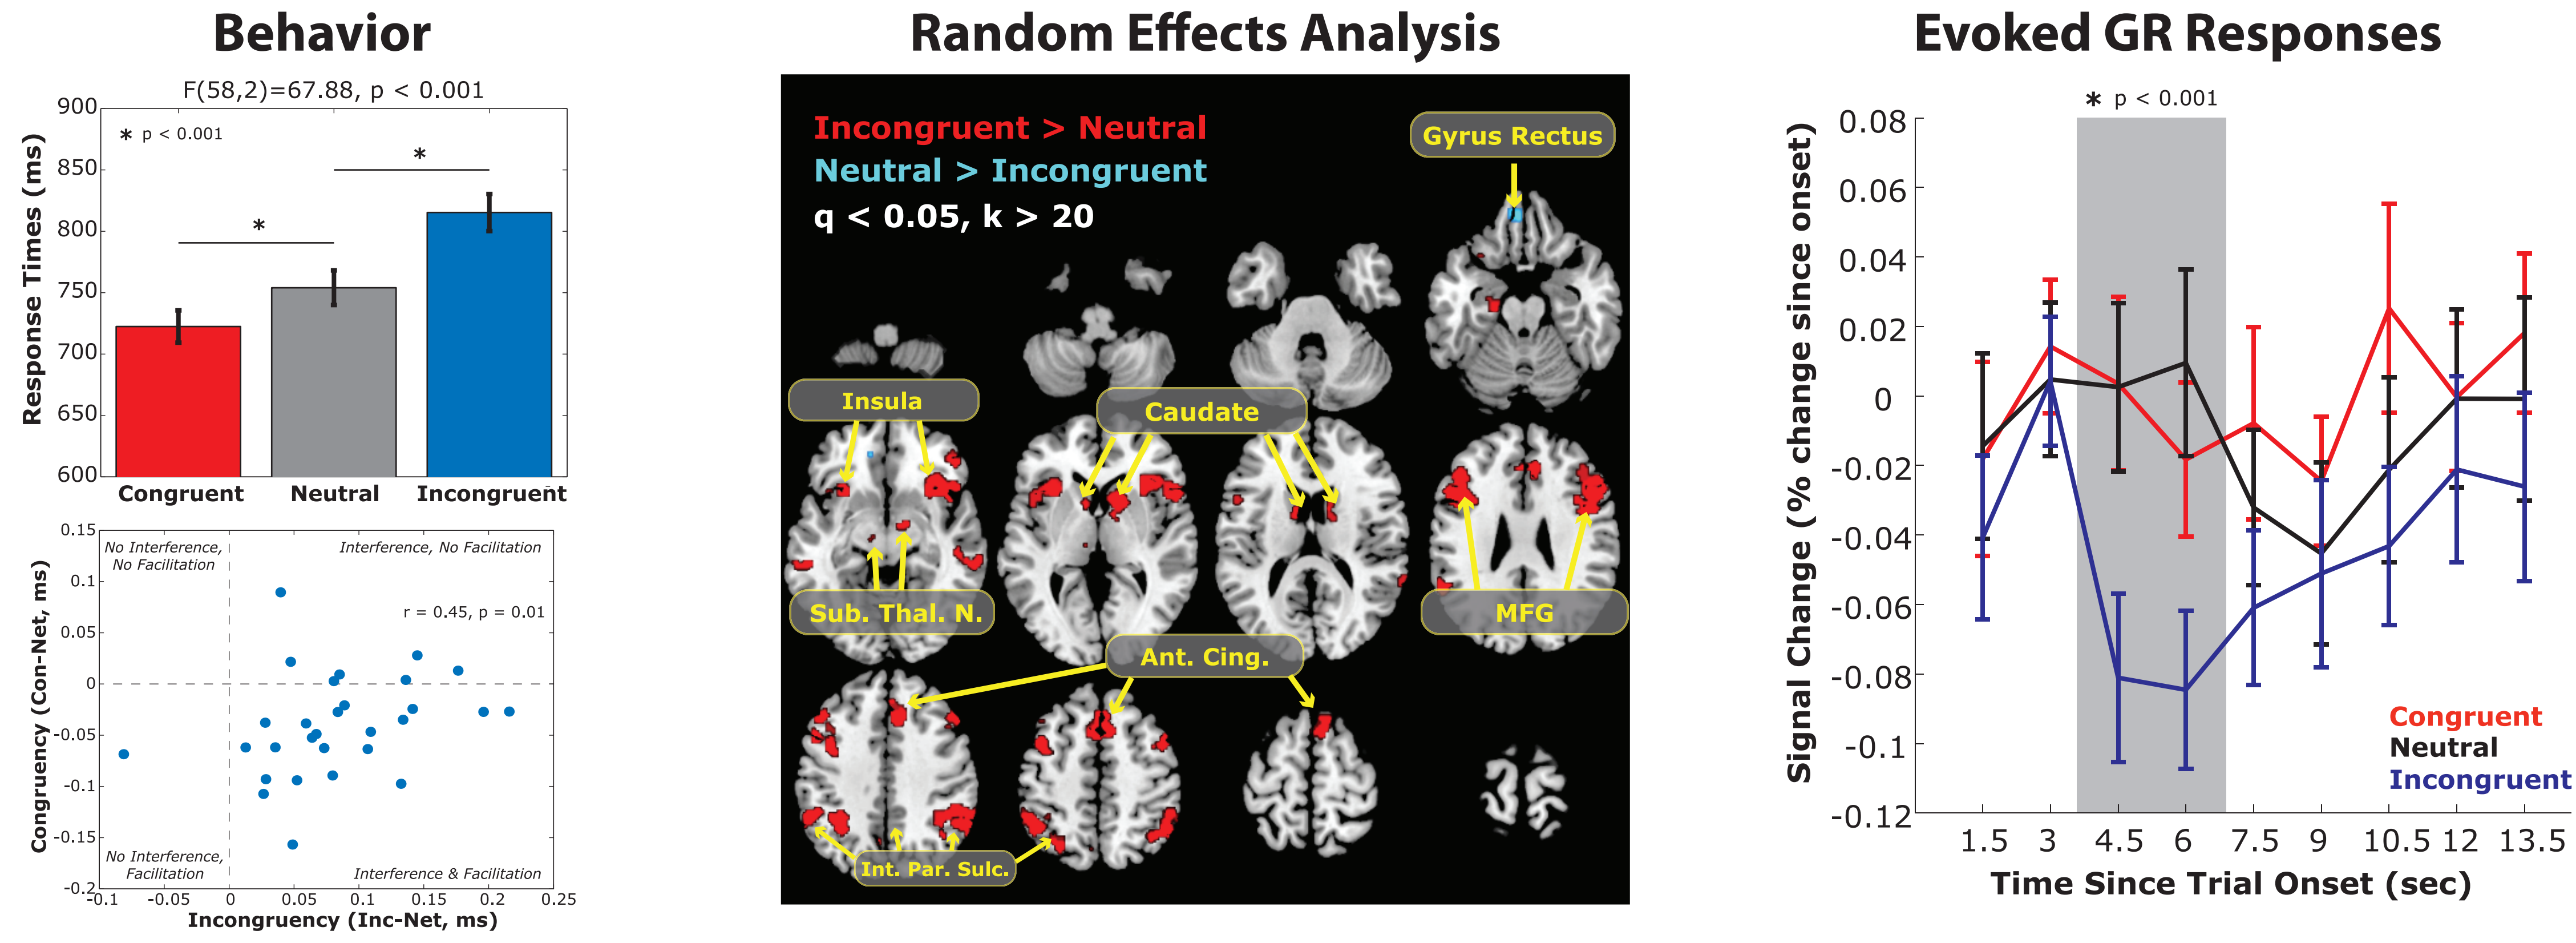 Behavior
F(58,2)=67.88, p < 0.001
* p < 0.001
*
*
Response Times (ms)
900
850
800
750
700
650
600
Congruent Neutral Incongruent
No Interference,
No Facilitation
Interference, No Facilitation
r = 0.45, p = 0.01
No Interference,
Facilitation
Interference & Facilitation
Congruency (Con-Net, ms)
0.15
0.1
0.05
0
-0.05
-0.1
-0.15
-0.2
-0.1 -0.05 0 0.05 0.1 0.15 0.2 0.25
Incongruency (Inc-Net, ms)
Random Effects Analysis
Incongruent > Neutral
Neutral > Incongruent
q < 0.05, k > 20
Gyrus Rectus
Insula
Caudate
Sub. Thal. N.
MFG
Ant. Cing.
Int. Par. Sulc.
Evoked GR Responses
* p < 0.001
Signal Change (% change since onset)
0.08
0.06
0.04
0.02
0
-0.02
-0.04
-0.06
-0.08
-0.1
-0.12
Congruent
Neutral
Incongruent
1.5 3 4.5 6 7.5 9 10.5 12 13.5
Time Since Trial Onset (sec)